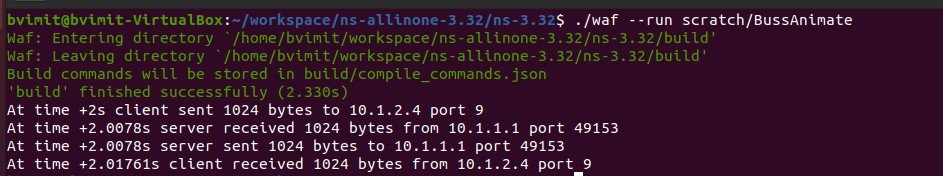 bvimit@bvimit-VirtualBox:~/workspace/ns-allinone-3.32/ns-3.32$ ./waf --run scratch/BussAnimate
Waf: Entering directory `/home/bvimit/workspace/ns-allinone-3.32/ns-3.32/build'
Waf: Leaving directory `/home/bvimit/workspace/ns-allinone-3.32/ns-3.32/build'
Build commands will be stored in build/compile_commands.json
'build' finished successfully (2.330s)
At time +2s client sent 1024 bytes to 10.1.2.4 port 9
At time +2.0078s server received 1024 bytes from 10.1.1.1 port 49153
At time +2.0078s server sent 1024 bytes to 10.1.1.1 port 49153
At time +2.01761s client received 1024 bytes from 10.1.2.4 port 9